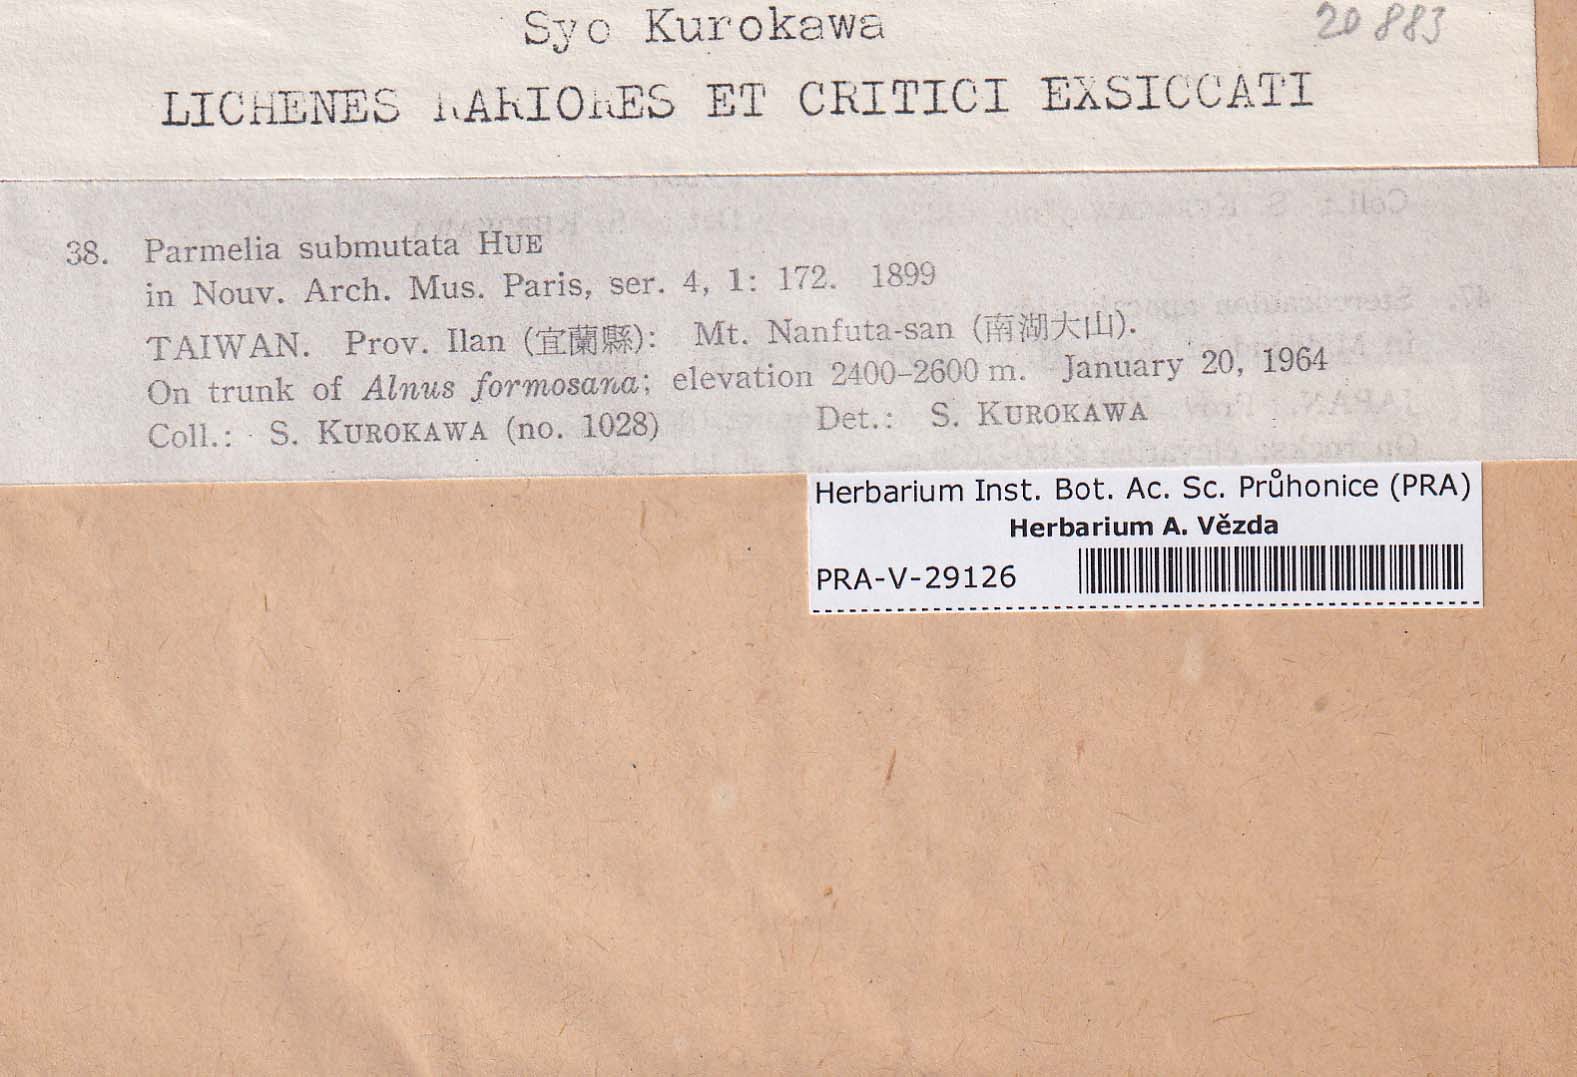 Syo Kurokawa
20883
LICHENES RARIORES ET CRITICI EXSICCATI
38. Parmelia submutata HUE
in Nouv. Arch. Mus. Paris, ser. 4, 1: 172. 1899
TAIWAN. Prov. Ilan (宜蘭縣): Mt. Nanfuta-san (南湖大山).
On trunk of Alnus formosana; elevation 2400–2600 m. January 20, 1964
Coll.: S. KUROKAWA (no. 1028) Det.: S. KUROKAWA
Herbarium Inst. Bot. Ac. Sc. Průhonice (PRA)
Herbarium A. Vězda
PRA-V-29126